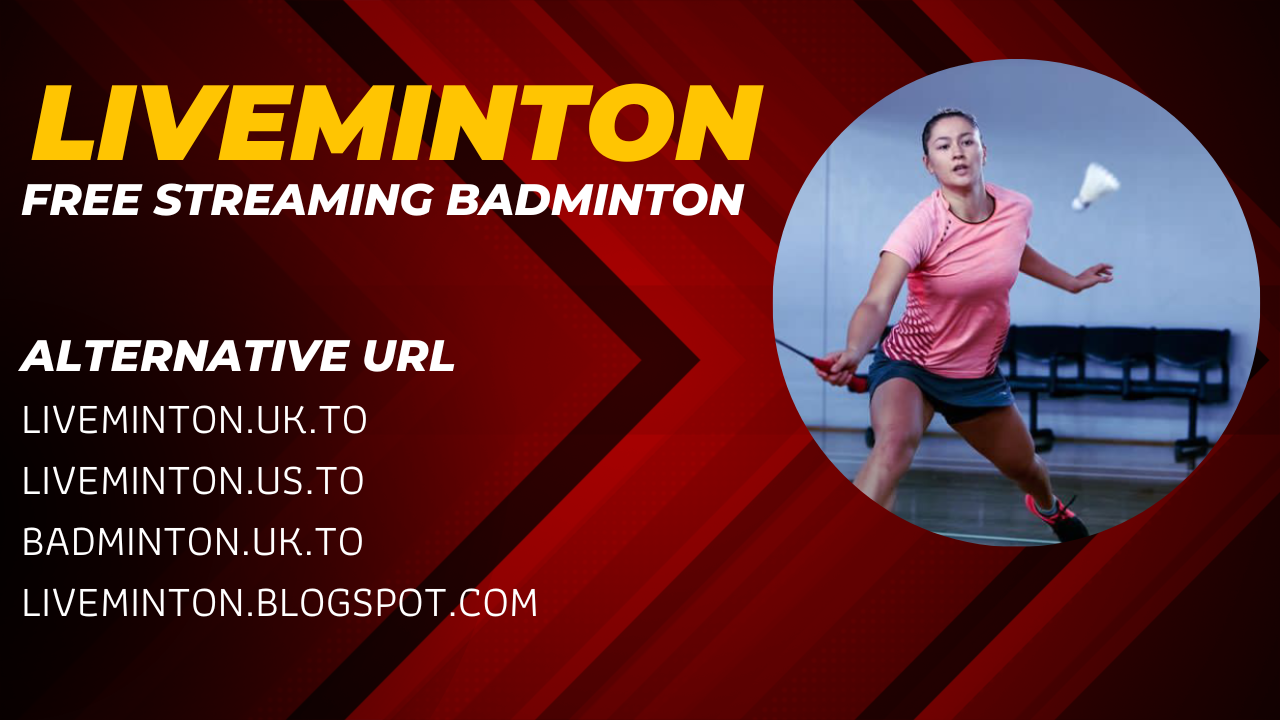 LIVEMINTON
FREE STREAMING BADMINTON
ALTERNATIVE URL
LIVEMINTON.UK.TO
LIVEMINTON.US.TO
BADMINTON.UK.TO
LIVEMINTON.BLOGSPOT.COM